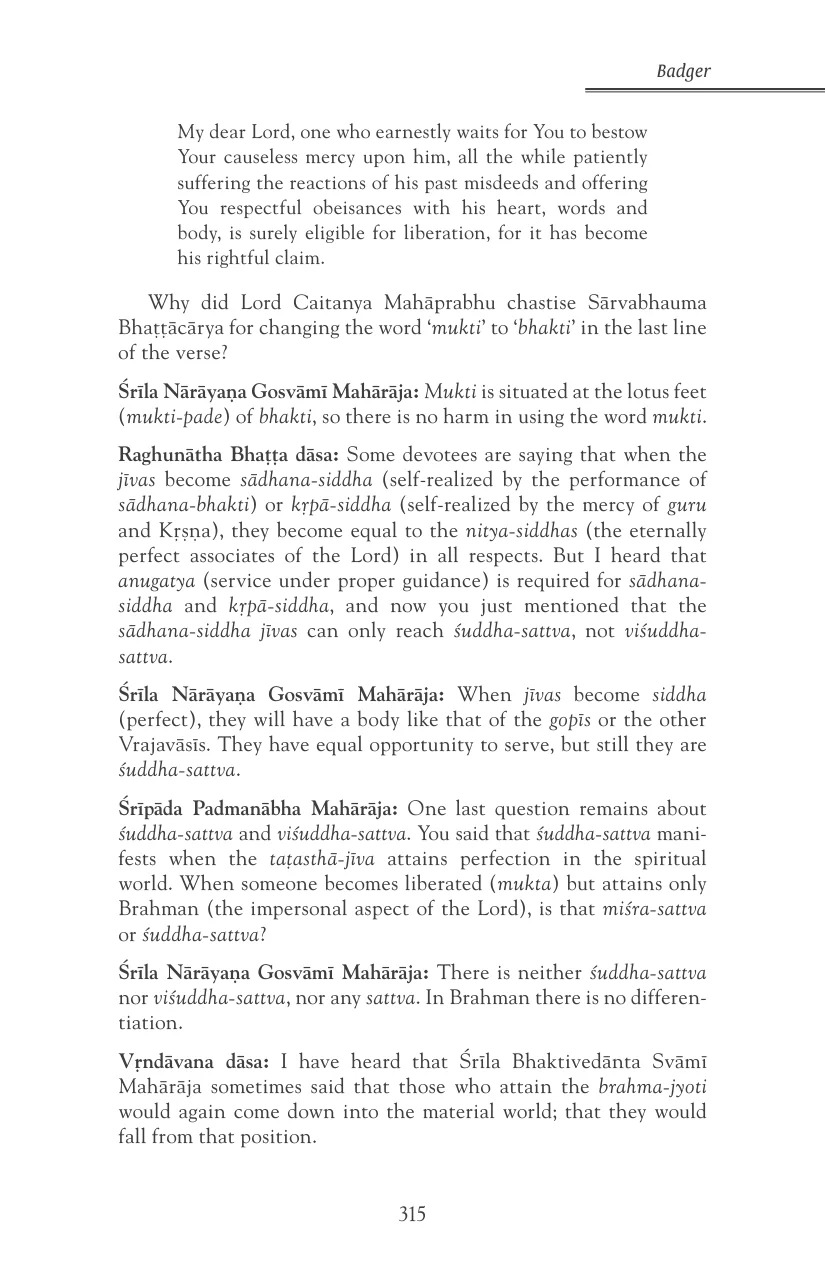 Badger
My dear Lord, one who earnestly waits for You to bestow
Your causeless mercy upon him, all the while patiently
suffering the reactions of his past misdeeds and offering
You respectful obeisances with his heart, words and
body, is surely eligible for liberation, for it has become
his rightful claim.
Why did Lord Caitanya Mahāprabhu chastise Sārvabhauma
Bhaṭṭācārya for changing the word ‘mukti’ to ‘bhakti’ in the last line
of the verse?
Śrīla Nārāyaṇa Gosvāmī Mahārāja: Mukti is situated at the lotus feet
(mukti-pade) of bhakti, so there is no harm in using the word mukti.
Raghunātha Bhaṭṭa dāsa: Some devotees are saying that when the
jīvas become sādhana-siddha (self-realized by the performance of
sādhana-bhakti) or kṛpā-siddha (self-realized by the mercy of guru
and Kṛṣṇa), they become equal to the nitya-siddhas (the eternally
perfect associates of the Lord) in all respects. But I heard that
anugatya (service under proper guidance) is required for sādhana-
siddha and kṛpā-siddha, and now you just mentioned that the
sādhana-siddha jīvas can only reach śuddha-sattva, not viśuddha-
sattva.
Śrīla Nārāyaṇa Gosvāmī Mahārāja: When jīvas become siddha
(perfect), they will have a body like that of the gopīs or the other
Vrajavāsīs. They have equal opportunity to serve, but still they are
śuddha-sattva.
Śrīpāda Padmanābha Mahārāja: One last question remains about
śuddha-sattva and viśuddha-sattva. You said that śuddha-sattva mani-
fests when the taṭasthā-jīva attains perfection in the spiritual
world. When someone becomes liberated (mukta) but attains only
Brahman (the impersonal aspect of the Lord), is that miśra-sattva
or śuddha-sattva?
Śrīla Nārāyaṇa Gosvāmī Mahārāja: There is neither śuddha-sattva
nor viśuddha-sattva, nor any sattva. In Brahman there is no differen-
tiation.
Vṛndāvana dāsa: I have heard that Śrīla Bhaktivedānta Svāmī
Mahārāja sometimes said that those who attain the brahma-jyoti
would again come down into the material world; that they would
fall from that position.
315